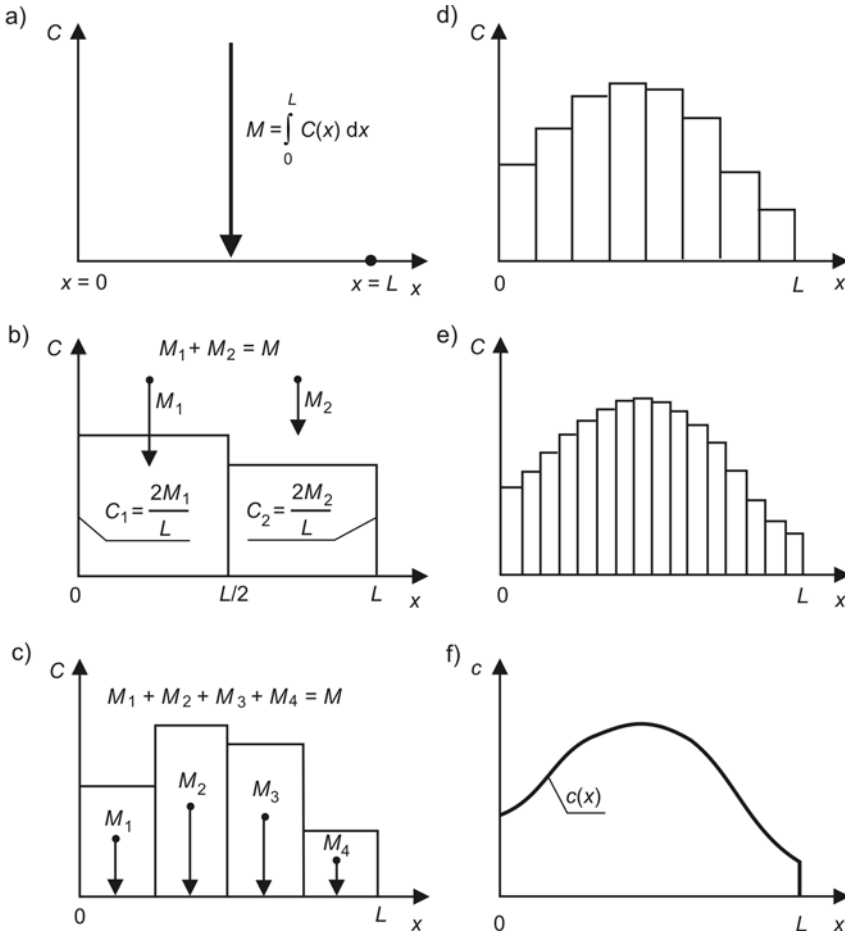 a)
C
M = ∫₀ᴸ C(x) dx
x = 0
x = L
x
b)
C
M₁ + M₂ = M
M₁
M₂
C₁ = 2M₁/L
C₂ = 2M₂/L
0
L/2
L
x
c)
C
M₁ + M₂ + M₃ + M₄ = M
M₁
M₂
M₃
M₄
0
L
x
d)
C
0
L
x
e)
C
0
L
x
f)
c
c(x)
0
L
x